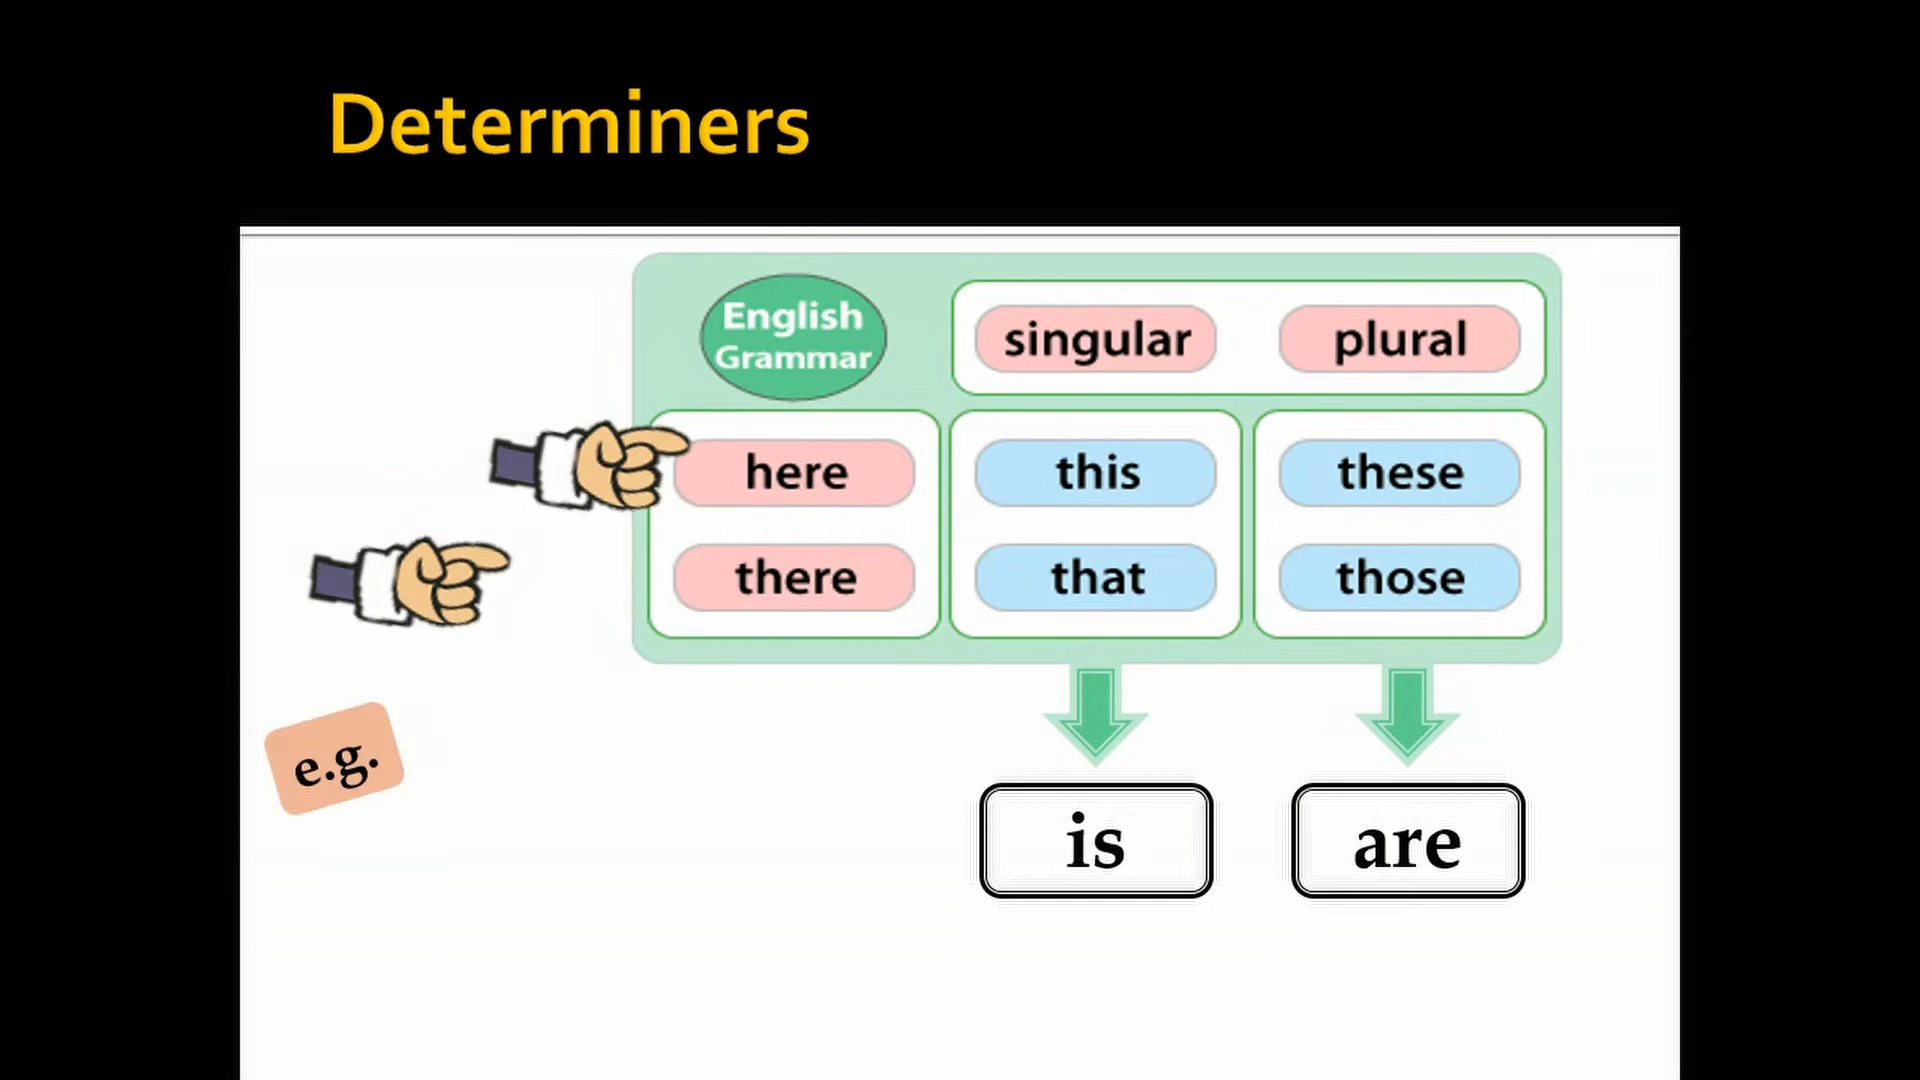 Determiners
English
Grammar
singular plural
here this these
there that those
e.g.
is are